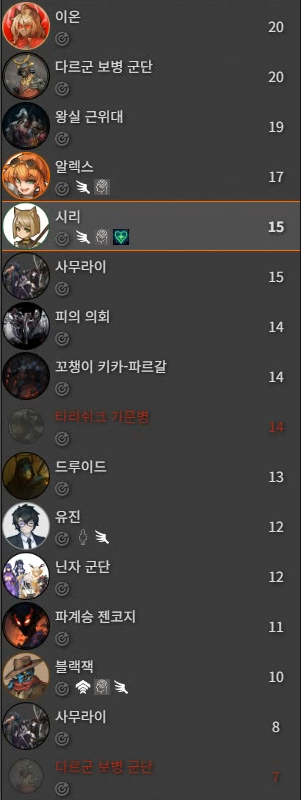 이온 20
다르군 보병 군단 20
왕실 근위대 19
알렉스 17
시리 15
사무라이 15
피의 의회 14
꼬챙이 키카-파르갈 14
티라쉬크 가문병 14
드루이드 13
유진 12
닌자 군단 12
파계승 젠코지 11
블랙잭 10
사무라이 8
다르군 보병 군단 7